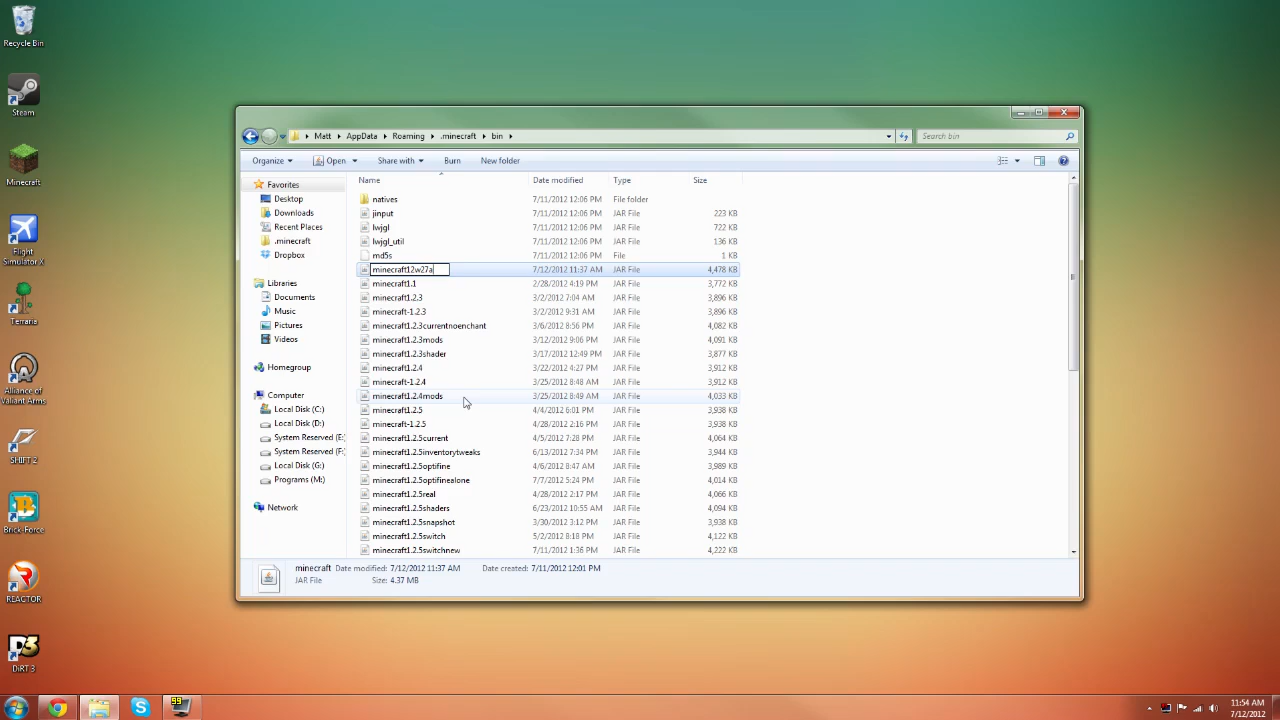 Recycle Bin
Steam
Minecraft
Flight
Simulator X
Terraria
Alliance of
Valiant Arms
SHIFT 2
Brick-Force
REACTOR
DiRT 3
Matt AppData Roaming .minecraft bin
Search bin
Organize Open Share with Burn New folder
Favorites
Desktop
Downloads
Recent Places
.minecraft
Dropbox
Libraries
Documents
Music
Pictures
Videos
Homegroup
Computer
Local Disk (C:)
Local Disk (D:)
System Reserved (E:
System Reserved (F:
Local Disk (G:)
Programs (M:)
Network
Name Date modified Type Size
natives 7/11/2012 12:06 PM File folder
jinput 7/11/2012 12:06 PM JAR File 223 KB
lwjgl 7/11/2012 12:06 PM JAR File 722 KB
lwjgl_util 7/11/2012 12:06 PM JAR File 136 KB
md5s 7/11/2012 12:06 PM File 1 KB
minecraft12w27a 7/12/2012 11:37 AM JAR File 4,478 KB
minecraft1.1 2/28/2012 4:19 PM JAR File 3,772 KB
minecraft1.2.3 3/2/2012 7:04 AM JAR File 3,896 KB
minecraft-1.2.3 3/2/2012 9:31 AM JAR File 3,896 KB
minecraft1.2.3currentnoenchant 3/6/2012 8:56 PM JAR File 4,082 KB
minecraft1.2.3mods 3/12/2012 9:06 PM JAR File 4,091 KB
minecraft1.2.3shader 3/17/2012 12:49 PM JAR File 3,877 KB
minecraft1.2.4 3/22/2012 4:27 PM JAR File 3,912 KB
minecraft-1.2.4 3/25/2012 8:48 AM JAR File 3,912 KB
minecraft1.2.4mods 3/25/2012 8:49 AM JAR File 4,033 KB
minecraft1.2.5 4/4/2012 6:01 PM JAR File 3,938 KB
minecraft-1.2.5 4/28/2012 2:16 PM JAR File 3,938 KB
minecraft1.2.5current 4/5/2012 7:28 PM JAR File 4,064 KB
minecraft1.2.5inventorytweaks 6/13/2012 7:34 PM JAR File 3,944 KB
minecraft1.2.5optifine 4/6/2012 8:47 AM JAR File 3,989 KB
minecraft1.2.5optifinealone 7/7/2012 5:24 PM JAR File 4,014 KB
minecraft1.2.5real 4/28/2012 2:17 PM JAR File 4,066 KB
minecraft1.2.5shaders 6/23/2012 10:55 AM JAR File 4,094 KB
minecraft1.2.5snapshot 3/30/2012 3:12 PM JAR File 3,938 KB
minecraft1.2.5switch 5/2/2012 8:18 PM JAR File 4,064 KB
minecraft1.2.5switchnew 7/11/2012 1:36 PM JAR File 4,222 KB
minecraft Date modified: 7/12/2012 11:37 AM Date created: 7/11/2012 12:01 PM
JAR File Size: 4.37 MB
99
11:54 AM
7/12/2012